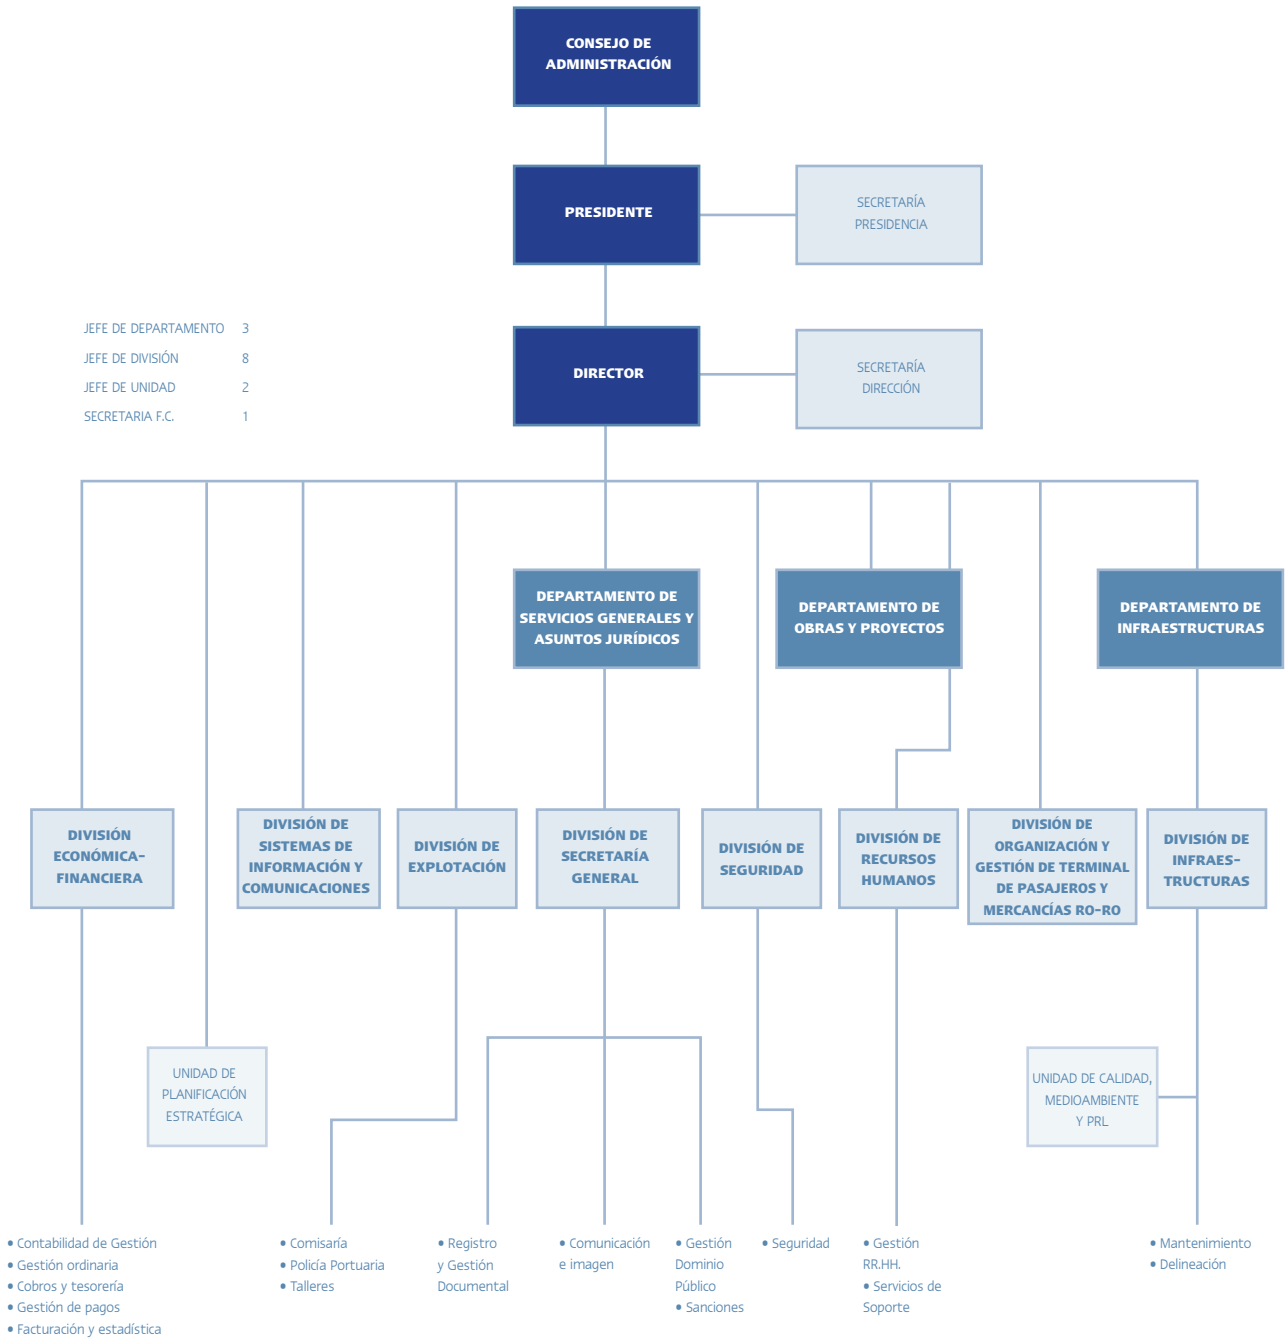 CONSEJO DE
ADMINISTRACIÓN
PRESIDENTE
SECRETARÍA
PRESIDENCIA
JEFE DE DEPARTAMENTO 3
JEFE DE DIVISIÓN 8
JEFE DE UNIDAD 2
SECRETARIA F.C. 1
DIRECTOR
SECRETARÍA
DIRECCIÓN
DEPARTAMENTO DE
SERVICIOS GENERALES Y
ASUNTOS JURÍDICOS
DEPARTAMENTO DE
OBRAS Y PROYECTOS
DEPARTAMENTO DE
INFRAESTRUCTURAS
DIVISIÓN
ECONÓMICA-
FINANCIERA
DIVISIÓN DE
SISTEMAS DE
INFORMACIÓN Y
COMUNICACIONES
DIVISIÓN DE
EXPLOTACIÓN
DIVISIÓN DE
SECRETARÍA
GENERAL
DIVISIÓN DE
SEGURIDAD
DIVISIÓN DE
RECURSOS
HUMANOS
DIVISIÓN DE
ORGANIZACIÓN Y
GESTIÓN DE TERMINAL
DE PASAJEROS Y
MERCANCÍAS RO-RO
DIVISIÓN DE
INFRAES-
TRUCTURAS
UNIDAD DE
PLANIFICACIÓN
ESTRATÉGICA
UNIDAD DE CALIDAD,
MEDIOAMBIENTE
Y PRL
• Contabilidad de Gestión
• Gestión ordinaria
• Cobros y tesorería
• Gestión de pagos
• Facturación y estadística
• Comisaría
• Policía Portuaria
• Talleres
• Registro
y Gestión
Documental
• Comunicación
e imagen
• Gestión
Dominio
Público
• Sanciones
• Seguridad
• Gestión
RR.HH.
• Servicios de
Soporte
• Mantenimiento
• Delineación